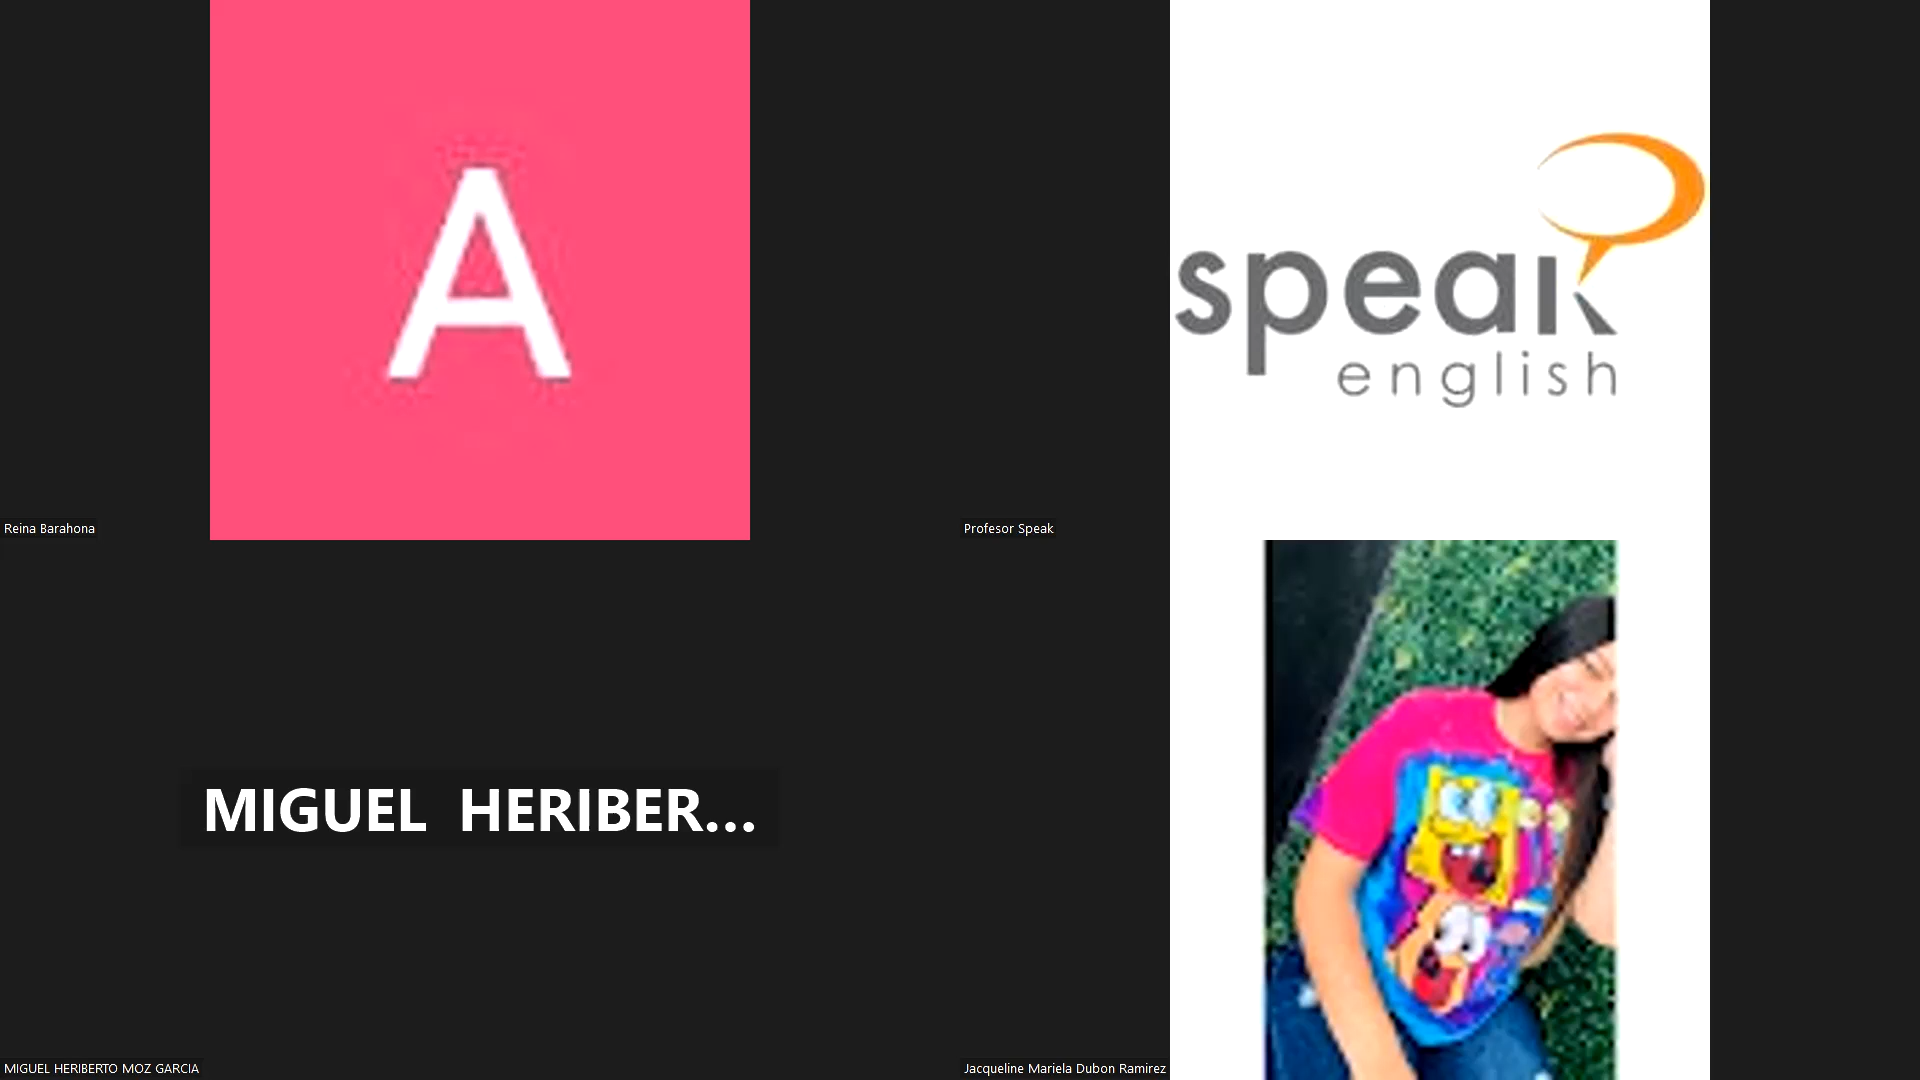 A
Reina Barahona
speak
english
Profesor Speak
MIGUEL HERIBER...
MIGUEL HERIBERTO MOZ GARCIA
Jacqueline Mariela Dubon Ramirez